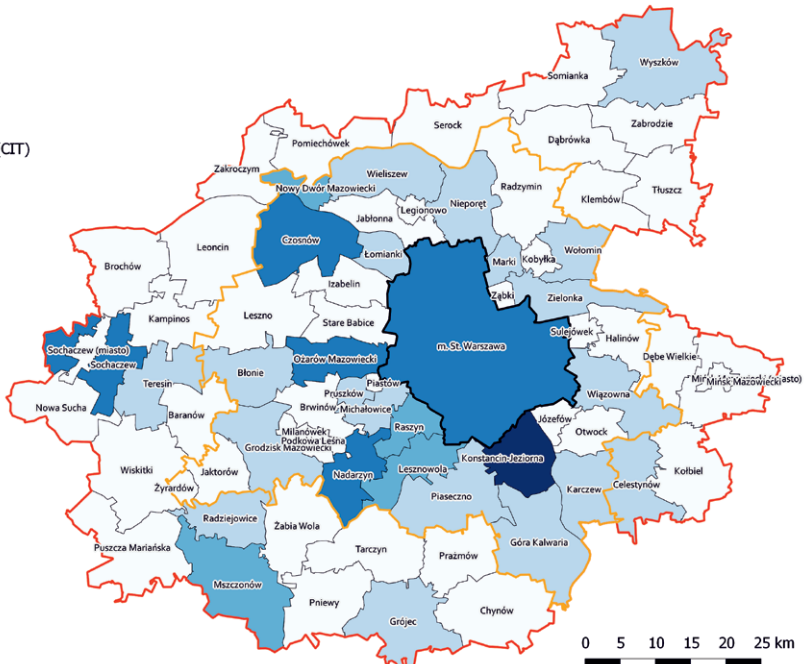 Wyszków
Somianka
Serock
Zabrodzie
Dąbrówka
CIT)
Pomiechówek
Zakroczym
Wieliszew
Nowy Dwór Mazowiecki
Radzymin
Tłuszcz
Klembów
Nieporęt
Legionowo
Jabłonna
Czosnów
Leoncin
Łomianki
Wołomin
Marki
Kobyłka
Brochów
Izabelin
Ząbki
Zielonka
Kampinos
Leszno
Stare Babice
Sulejówek
Halinów
m. St. Warszawa
Sochaczew (miasto)
Sochaczew
Ożarów Mazowiecki
Dębe Wielkie
Błonie
Teresin
Piastów
Mińsk Mazowiecki
Pruszków
Wiązowna
Nowa Sucha
Baranów
Brwinów
Michałowice
Józefów
Raszyn
Otwock
Milanówek
Podkowa Leśna
Grodzisk Mazowiecki
Konstancin-Jeziorna
Wiskitki
Jaktorów
Nadarzyn
Lesznowola
Kołbiel
Żyrardów
Karczew
Celestynów
Piaseczno
Radziejowice
Żabia Wola
Góra Kalwaria
Puszcza Mariańska
Tarczyn
Prażmów
Mszczonów
Pniewy
Chynów
Grójec
0 5 10 15 20 25 km